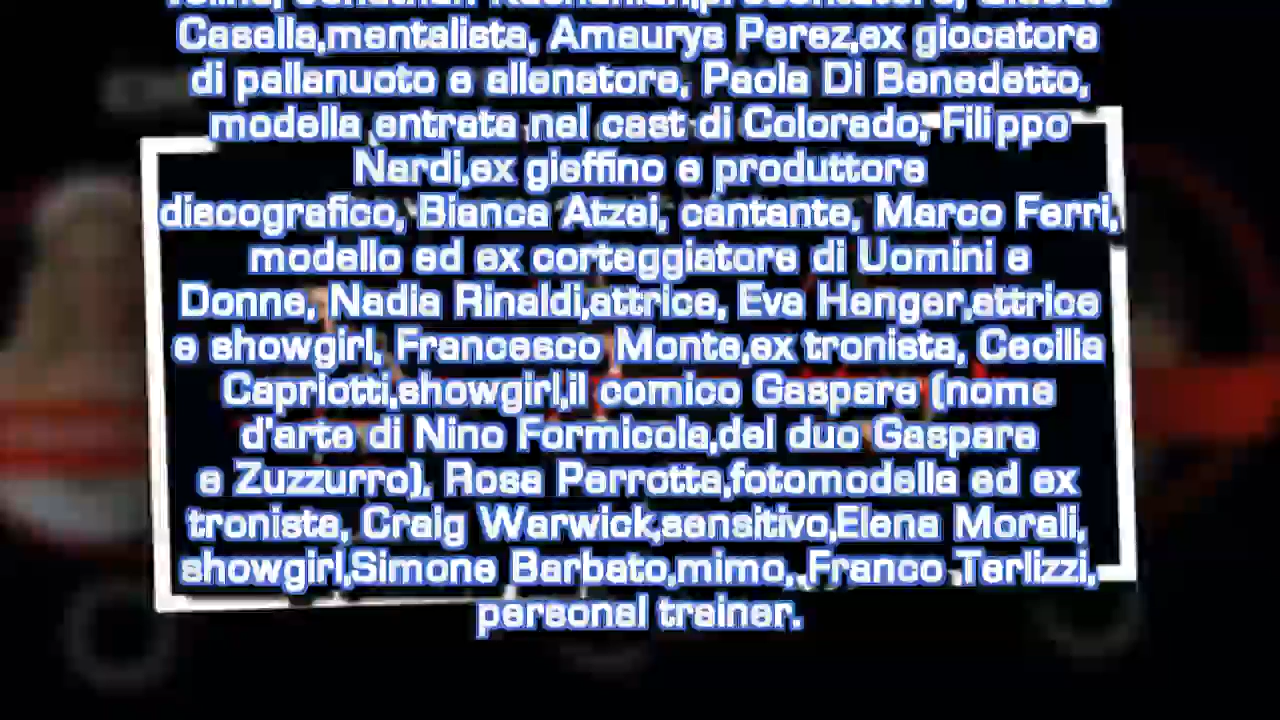 Casella,mentalista, Amaurys Perez,ex giocatore
di pallanuoto e allenatore, Paola Di Benedetto,
modella entrata nel cast di Colorado, Filippo
Nardi,ex gieffino e produttore
discografico, Bianca Atzei, cantante, Marco Ferri,
modello ed ex corteggiatore di Uomini e
Donne, Nadia Rinaldi,attrice, Eva Henger,attrice
e showgirl, Francesco Monte,ex tronista, Cecilia
Capriotti,showgirl,il comico Gaspare (nome
d'arte di Nino Formicola,del duo Gaspare
e Zuzzurro), Rosa Perrotta,fotomodella ed ex
tronista, Craig Warwick,sensitivo,Elena Morali,
showgirl,Simone Barbato,mimo, Franco Terlizzi,
personal trainer.